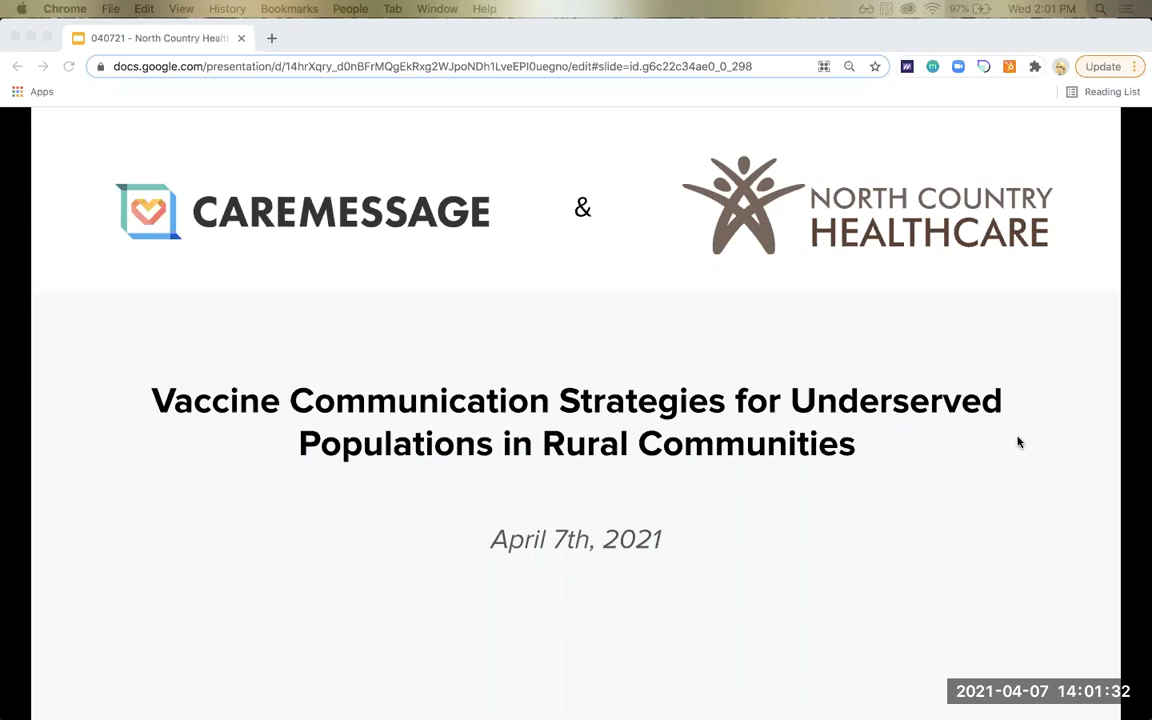 Chrome File Edit View History Bookmarks People Tab Window Help 97% Wed 2:01 PM
040721 - North Country Healt
docs.google.com/presentation/d/14hrXqry_d0nBFrMQgEkRxg2WJpoNDh1LveEPI0uegno/edit#slide=id.g6c22c34ae0_0_298 Update
Apps Reading List
CAREMESSAGE & NORTH COUNTRY
HEALTHCARE
Vaccine Communication Strategies for Underserved
Populations in Rural Communities
April 7th, 2021
2021-04-07 14:01:32